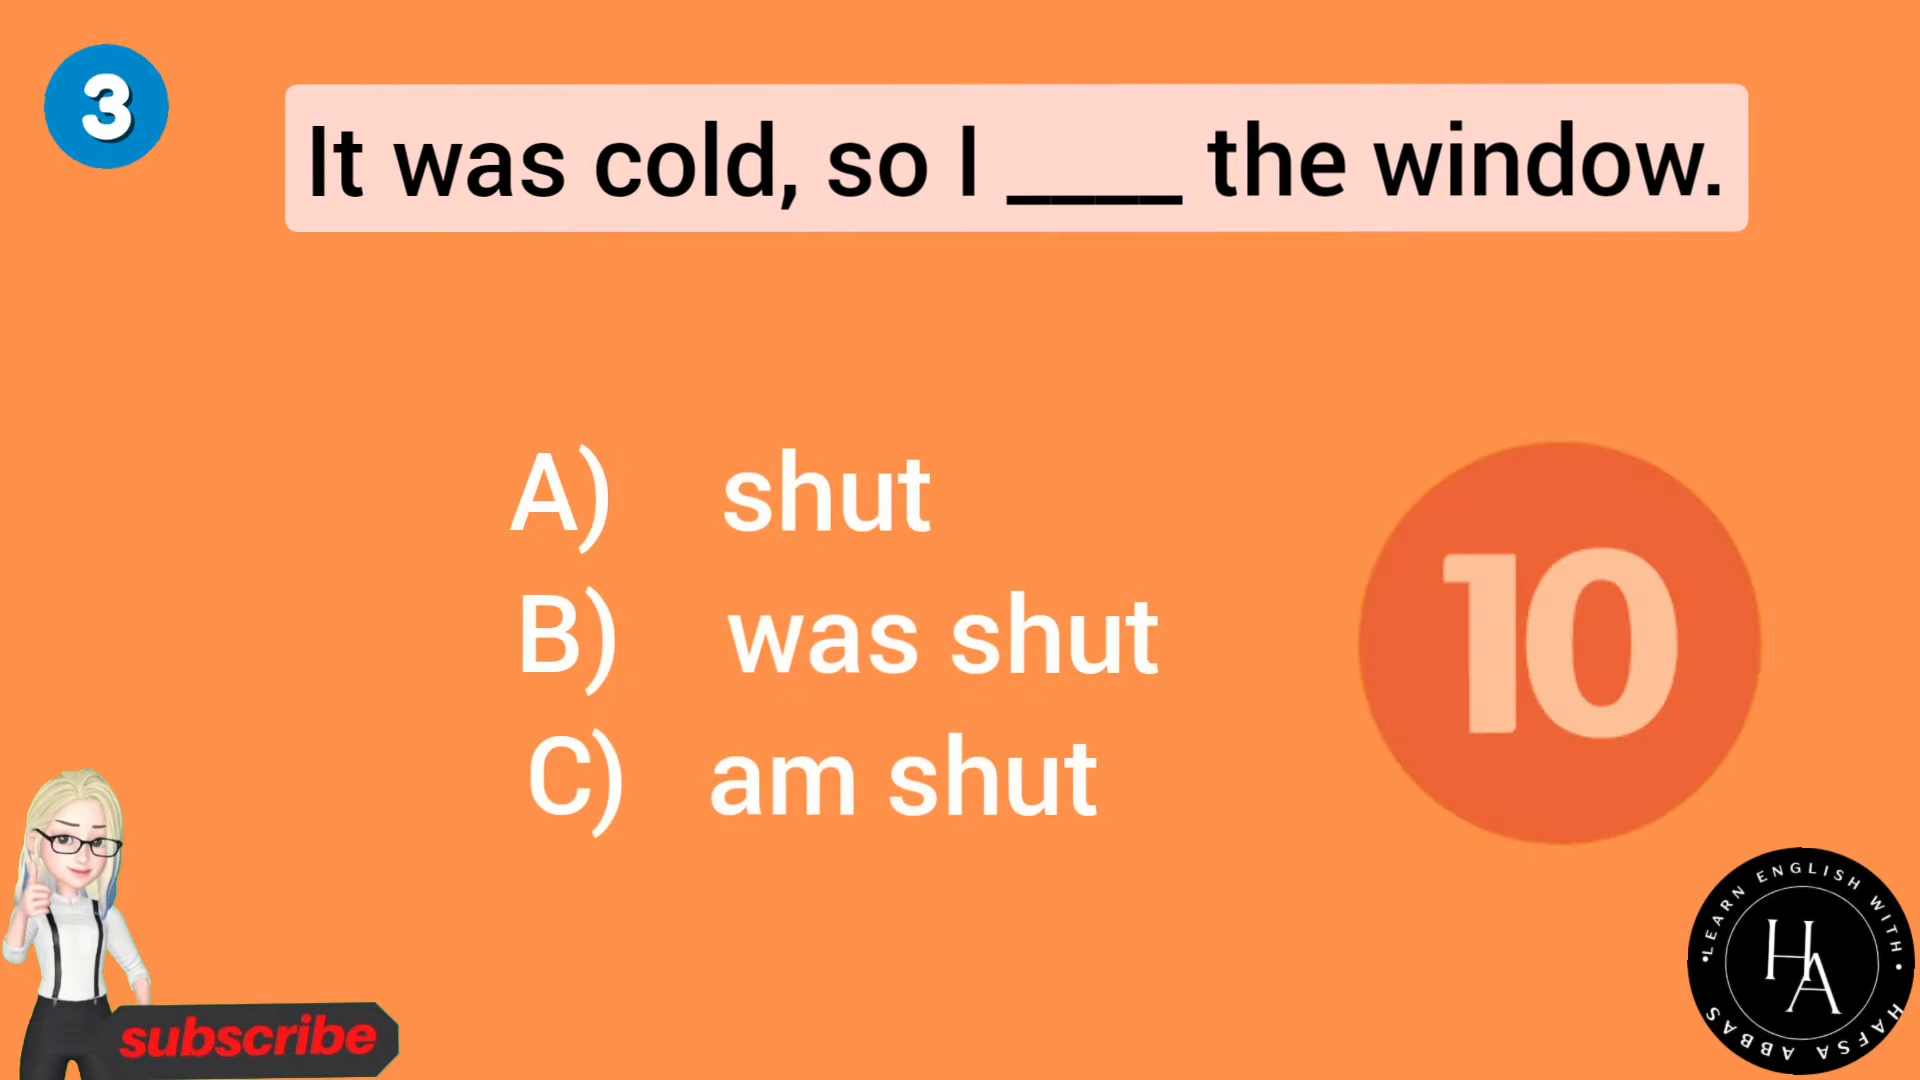 3
It was cold, so I ____ the window.
A) shut
B) was shut
C) am shut
10
subscribe
•LEARN ENGLISH WITH•
HA
HAFSA ABBAS